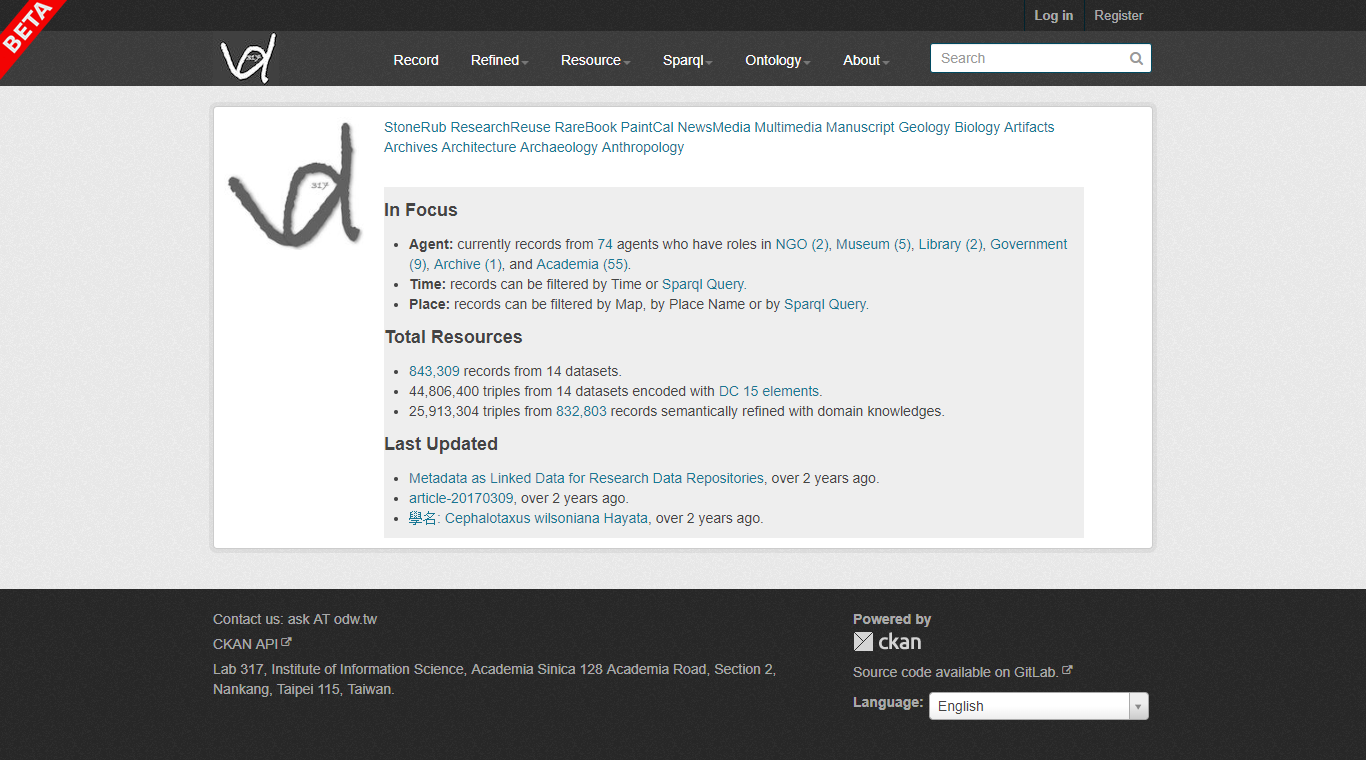 BETA
Log in Register
317
Record Refined Resource Sparql Ontology About Search
317
StoneRub ResearchReuse RareBook PaintCal NewsMedia Multimedia Manuscript Geology Biology Artifacts
Archives Architecture Archaeology Anthropology
In Focus
• Agent: currently records from 74 agents who have roles in NGO (2), Museum (5), Library (2), Government
(9), Archive (1), and Academia (55).
• Time: records can be filtered by Time or Sparql Query.
• Place: records can be filtered by Map, by Place Name or by Sparql Query.
Total Resources
• 843,309 records from 14 datasets.
• 44,806,400 triples from 14 datasets encoded with DC 15 elements.
• 25,913,304 triples from 832,803 records semantically refined with domain knowledges.
Last Updated
• Metadata as Linked Data for Research Data Repositories, over 2 years ago.
• article-20170309, over 2 years ago.
• 學名: Cephalotaxus wilsoniana Hayata, over 2 years ago.
Contact us: ask AT odw.tw
CKAN API
Lab 317, Institute of Information Science, Academia Sinica 128 Academia Road, Section 2,
Nankang, Taipei 115, Taiwan.
Powered by
ckan
Source code available on GitLab.
Language: English